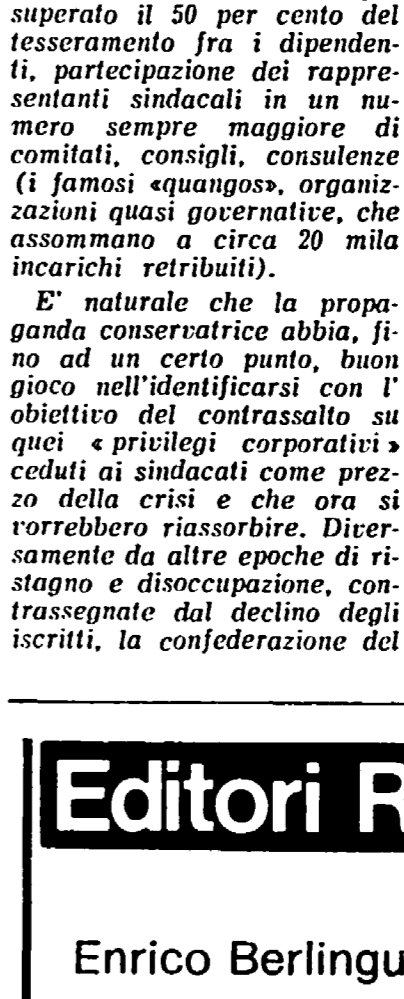 superato il 50 per cento del
tesseramento fra i dipenden-
ti, partecipazione dei rappre-
sentanti sindacali in un nu-
mero sempre maggiore di
comitati, consigli, consulenze
(i famosi «quangos», organiz-
zazioni quasi governative, che
assommano a circa 20 mila
incarichi retribuiti).
E' naturale che la propa-
ganda conservatrice abbia, fi-
no ad un certo punto, buon
gioco nell'identificarsi con l'
obiettivo del contrassalto su
quei « privilegi corporativi »
ceduti ai sindacati come prez-
zo della crisi e che ora si
vorrebbero riassorbire. Diver-
samente da altre epoche di ri-
stagno e disoccupazione, con-
trassegnate dal declino degli
iscritti, la confederazione del
Editori R
Enrico Berlingu